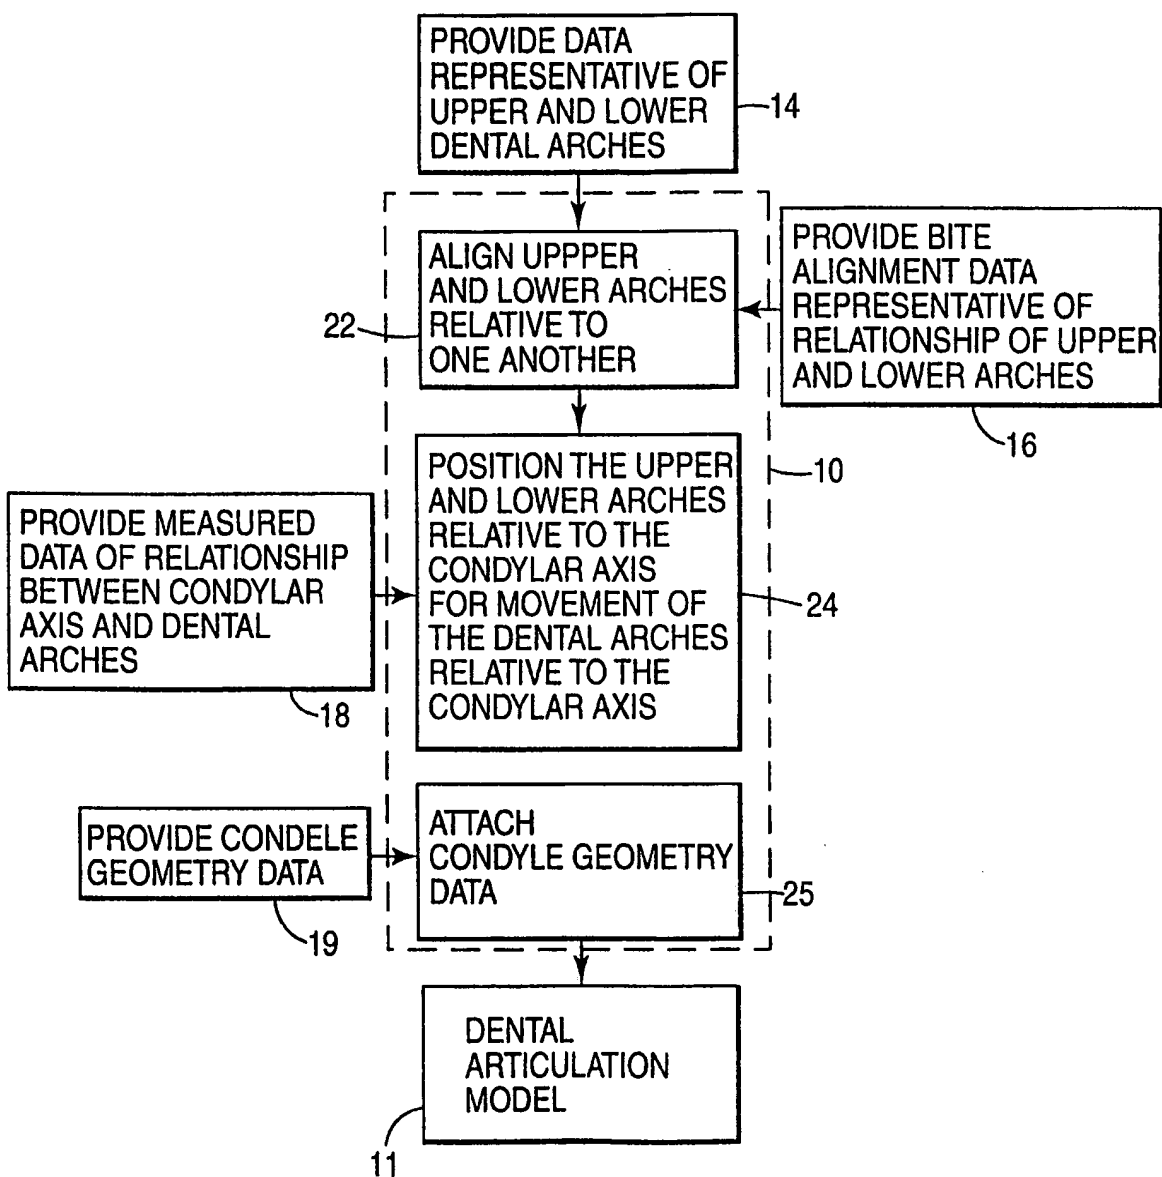 PROVIDE DATA
REPRESENTATIVE OF
UPPER AND LOWER
DENTAL ARCHES
14
ALIGN UPPPER
AND LOWER ARCHES
RELATIVE TO
ONE ANOTHER
22
PROVIDE BITE
ALIGNMENT DATA
REPRESENTATIVE OF
RELATIONSHIP OF UPPER
AND LOWER ARCHES
16
10
POSITION THE UPPER
AND LOWER ARCHES
RELATIVE TO THE
CONDYLAR AXIS
FOR MOVEMENT OF
THE DENTAL ARCHES
RELATIVE TO THE
CONDYLAR AXIS
24
PROVIDE MEASURED
DATA OF RELATIONSHIP
BETWEEN CONDYLAR
AXIS AND DENTAL
ARCHES
18
PROVIDE CONDELE
GEOMETRY DATA
19
ATTACH
CONDYLE GEOMETRY
DATA
25
DENTAL
ARTICULATION
MODEL
11